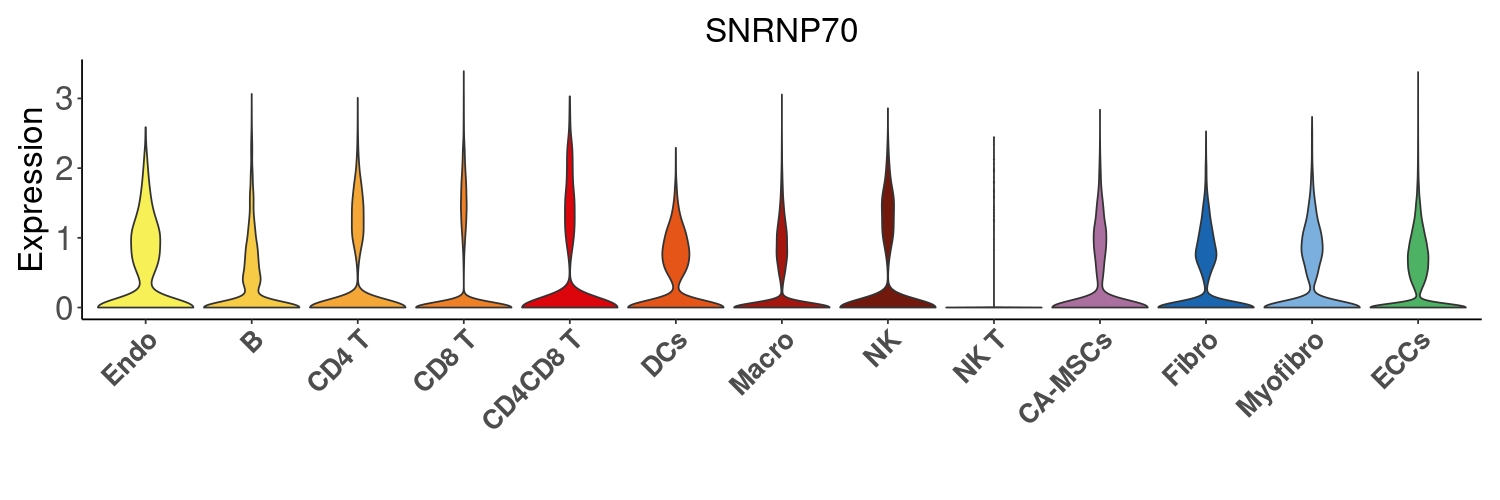 SNRNP70
Expression
3
2
1
0
Endo
B
CD4 T
CD8 T
CD4CD8 T
DCs
Macro
NK
NK T
CA-MSCs
Fibro
Myofibro
ECCs